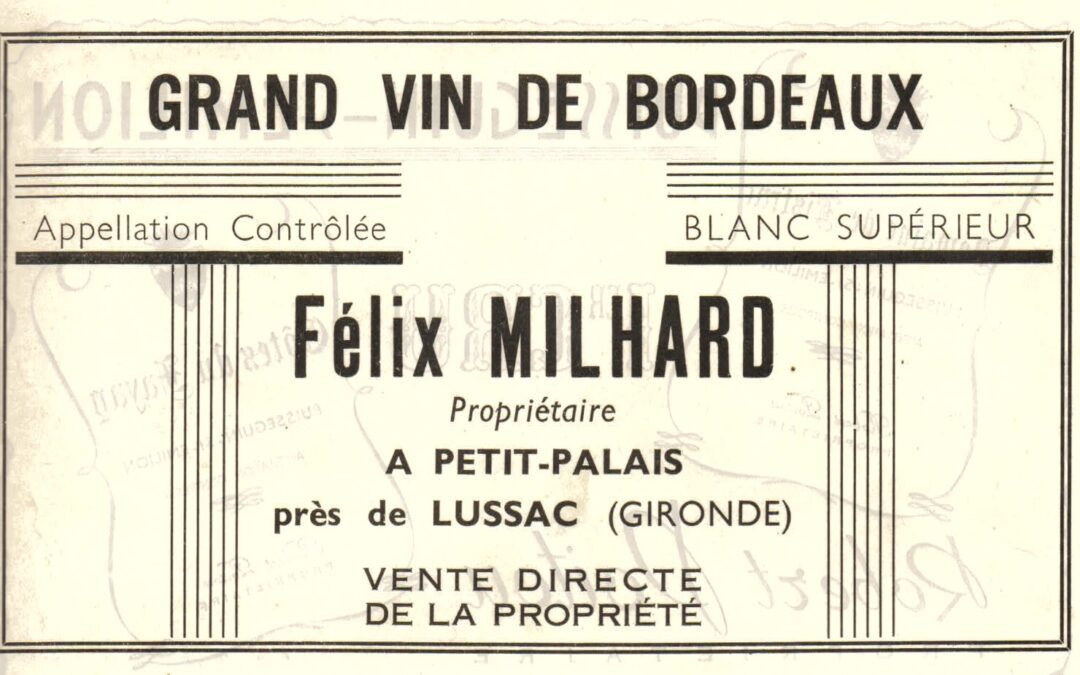 GRAND VIN DE BORDEAUX
Appellation Contrôlée
BLANC SUPÉRIEUR
Félix MILHARD
Propriétaire
A PETIT-PALAIS
près de LUSSAC (GIRONDE)
VENTE DIRECTE
DE LA PROPRIÉTÉ